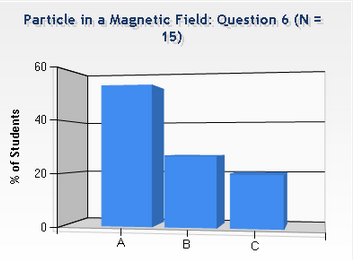 Particle in a Magnetic Field: Question 6 (N =
15)
% of Students
60
40
20
0
A
B
C